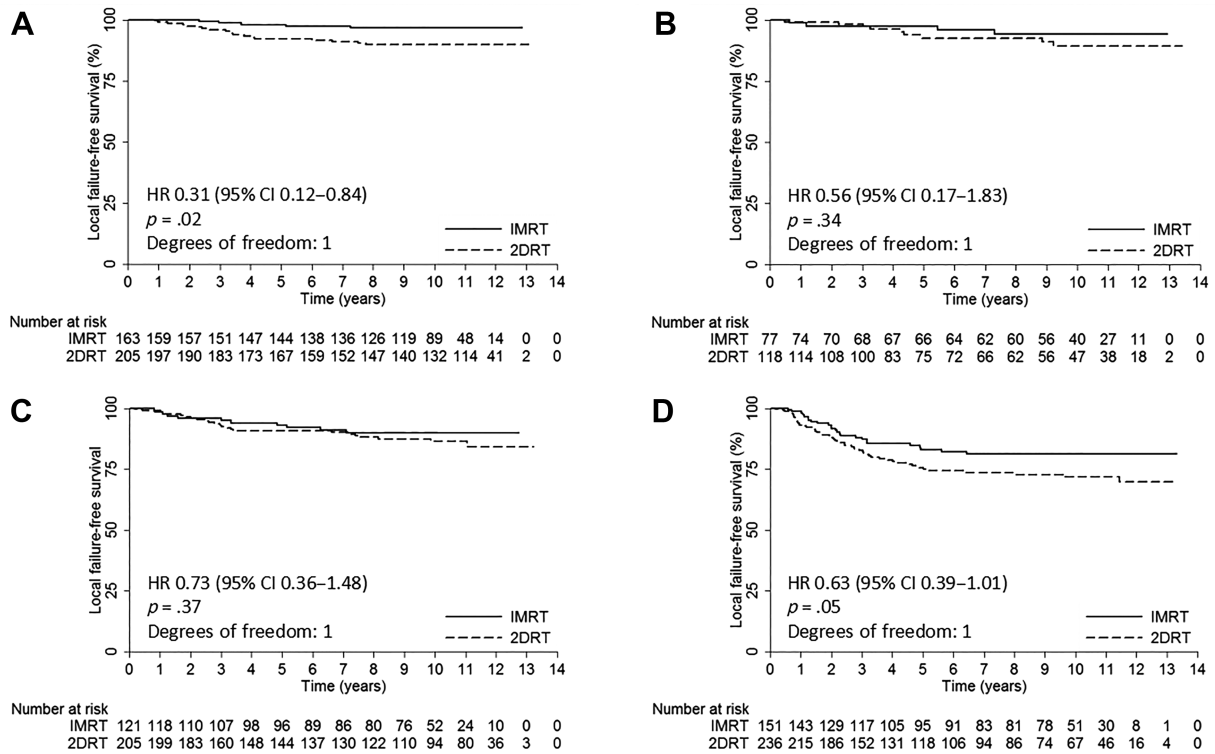 A
Local failure-free survival (%)
100
75
50
25
0
HR 0.31 (95% CI 0.12–0.84)
p = .02
Degrees of freedom: 1
IMRT
2DRT
0 1 2 3 4 5 6 7 8 9 10 11 12 13 14
Time (years)
Number at risk
IMRT 163 159 157 151 147 144 138 136 126 119 89 48 14 0 0
2DRT 205 197 190 183 173 167 159 152 147 140 132 114 41 2 0
B
Local failure-free survival (%)
100
75
50
25
0
HR 0.56 (95% CI 0.17–1.83)
p = .34
Degrees of freedom: 1
IMRT
2DRT
0 1 2 3 4 5 6 7 8 9 10 11 12 13 14
Time (years)
Number at risk
IMRT 77 74 70 68 67 66 64 62 60 56 40 27 11 0 0
2DRT 118 114 108 100 83 75 72 66 62 56 47 38 18 2 0
C
Local failure-free survival
100
75
50
25
0
HR 0.73 (95% CI 0.36–1.48)
p = .37
Degrees of freedom: 1
IMRT
2DRT
0 1 2 3 4 5 6 7 8 9 10 11 12 13 14
Time (years)
Number at risk
IMRT 121 118 110 107 98 96 89 86 80 76 52 24 10 0 0
2DRT 205 199 183 160 148 144 137 130 122 110 94 80 36 3 0
D
Local failure-free survival (%)
100
75
50
25
0
HR 0.63 (95% CI 0.39–1.01)
p = .05
Degrees of freedom: 1
IMRT
2DRT
0 1 2 3 4 5 6 7 8 9 10 11 12 13 14
Time (years)
Number at risk
IMRT 151 143 129 117 105 95 91 83 81 78 51 30 8 1 0
2DRT 236 215 186 152 131 118 106 94 86 74 67 46 16 4 0